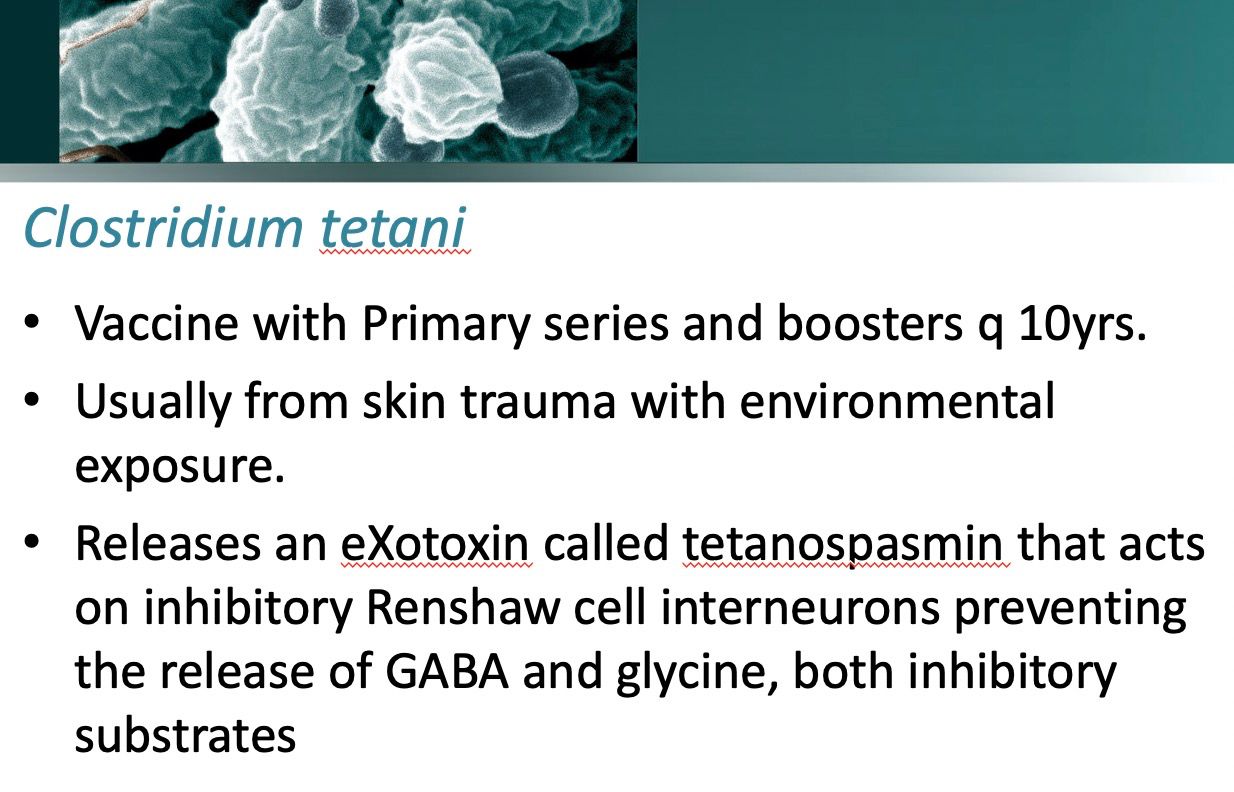 Clostridium tetani
• Vaccine with Primary series and boosters q 10yrs.
• Usually from skin trauma with environmental
exposure.
• Releases an eXotoxin called tetanospasmin that acts
on inhibitory Renshaw cell interneurons preventing
the release of GABA and glycine, both inhibitory
substrates